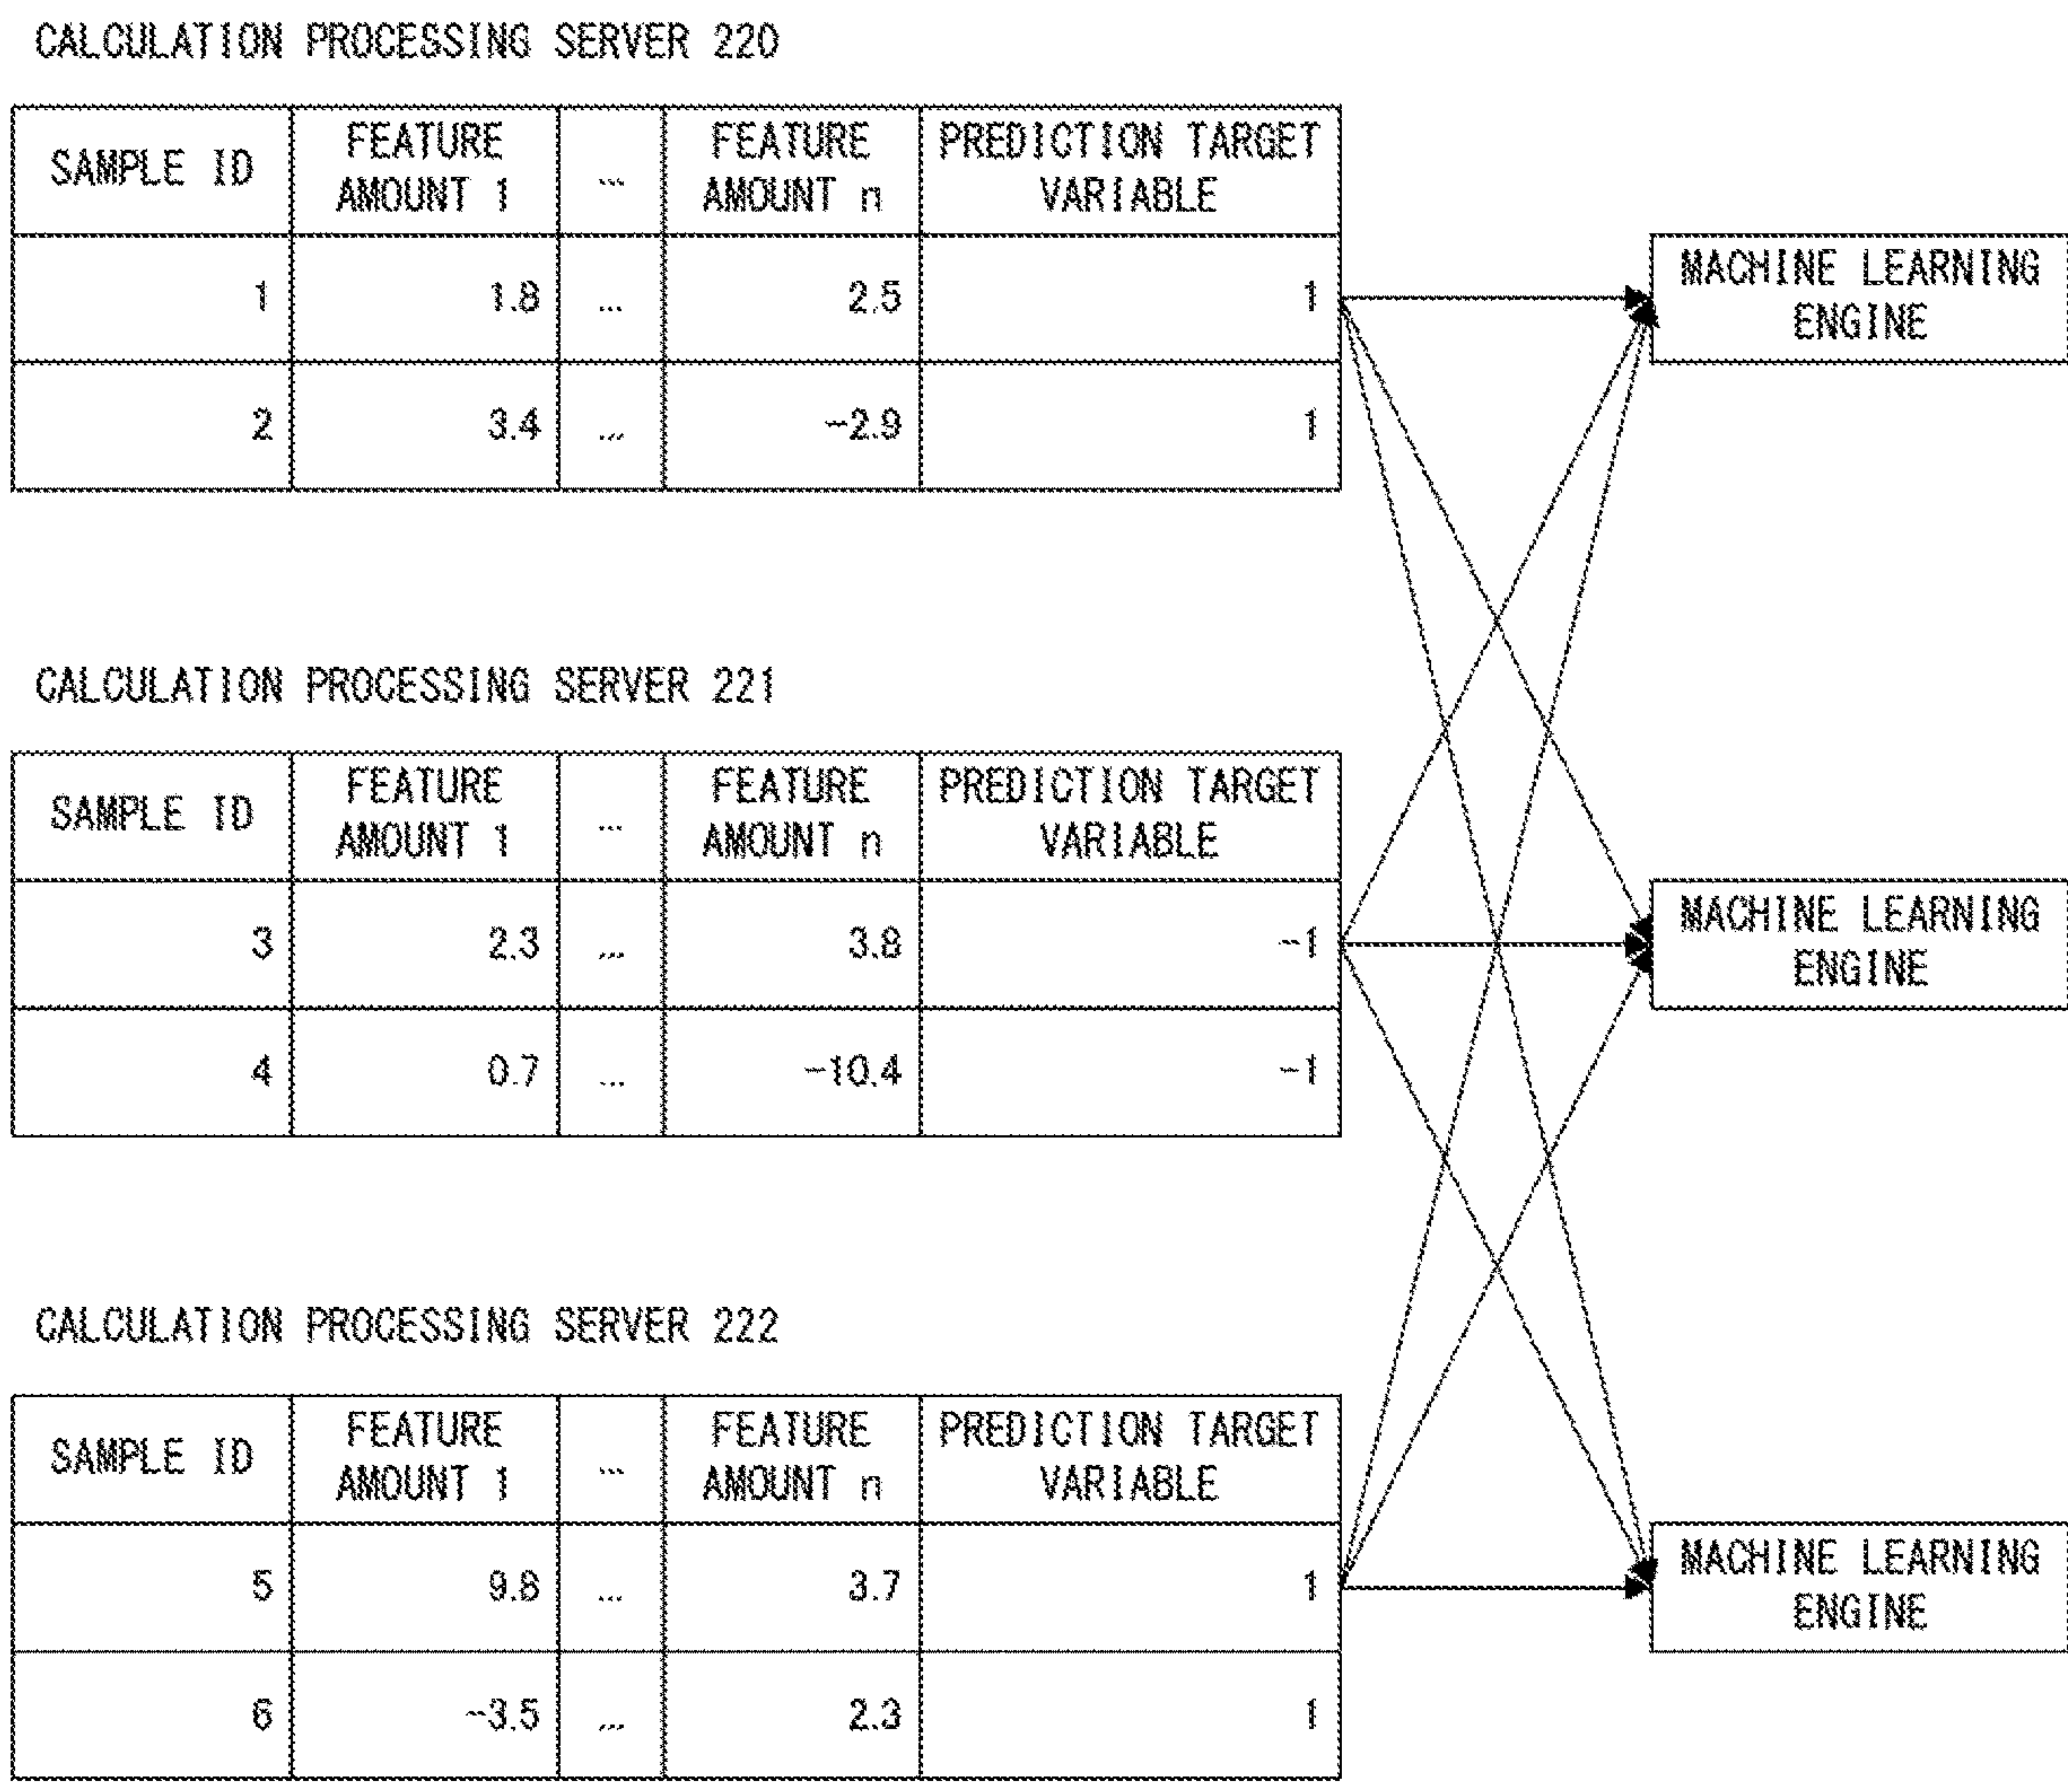 CALCULATION PROCESSING SERVER 220
SAMPLE ID
FEATURE
AMOUNT 1
...
FEATURE
AMOUNT n
PREDICTION TARGET
VARIABLE
1
1.8
...
2.5
1
2
3.4
...
-2.9
1
MACHINE LEARNING
ENGINE
CALCULATION PROCESSING SERVER 221
SAMPLE ID
FEATURE
AMOUNT 1
...
FEATURE
AMOUNT n
PREDICTION TARGET
VARIABLE
3
2.3
...
3.8
-1
4
0.7
...
-10.4
-1
MACHINE LEARNING
ENGINE
CALCULATION PROCESSING SERVER 222
SAMPLE ID
FEATURE
AMOUNT 1
...
FEATURE
AMOUNT n
PREDICTION TARGET
VARIABLE
5
...
3.7
1
6
-3.5
...
2.3
1
MACHINE LEARNING
ENGINE